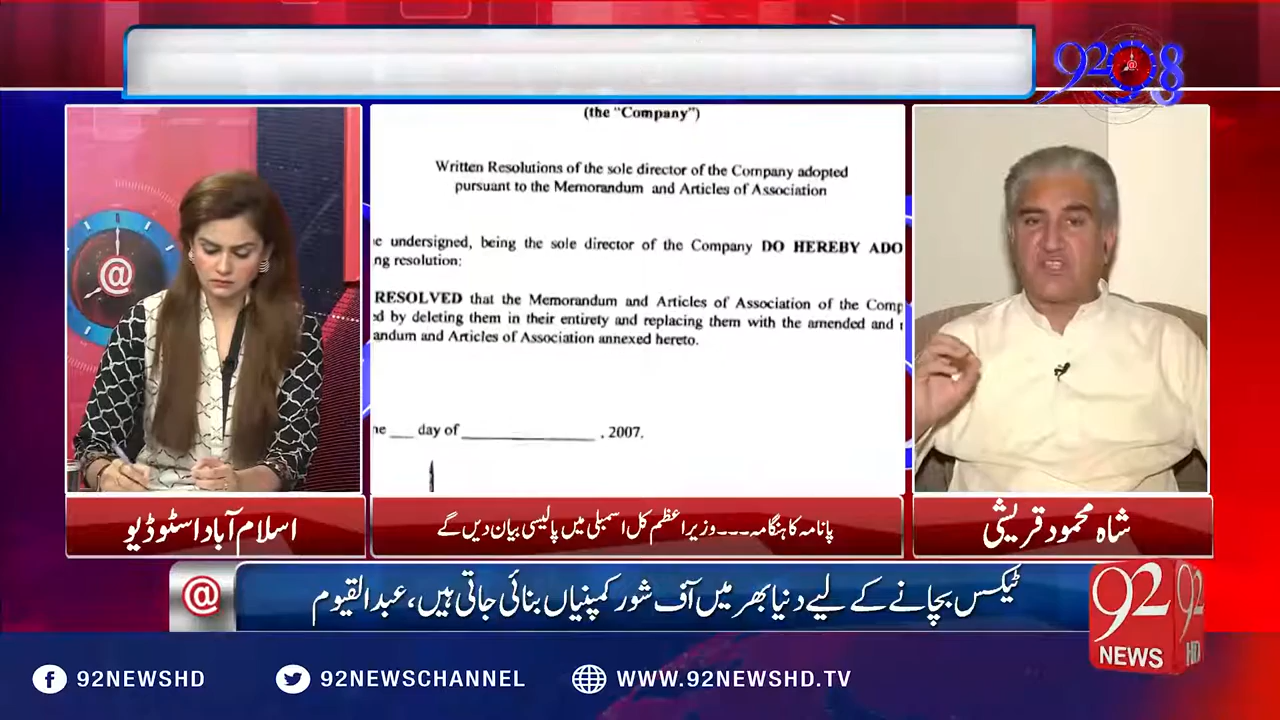 92@8
(the "Company")
Written Resolutions of the sole director of the Company adopted
pursuant to the Memorandum and Articles of Association
undersigned, being the sole director of the Company DO HEREBY ADO
ng resolution:
RESOLVED that the Memorandum and Articles of Association of the Comp
by deleting them in their entirety and replacing them with the amended and
andum and Articles of Association annexed hereto.
day of ____________, 2007.
@
اسلام آباد اسٹوڈیو
پانامہ کا ہنگامہ۔۔۔وزیراعظم کل اسمبلی میں پالیسی بیان دیں گے
شاہ محمود قریشی
@
ٹیکس بچانے کے لیے دنیا بھر میں آف شور کمپنیاں بنائی جاتی ہیں، عبدالقیوم
92
NEWS
92
HD
92NEWSHD
92NEWSCHANNEL
WWW.92NEWSHD.TV